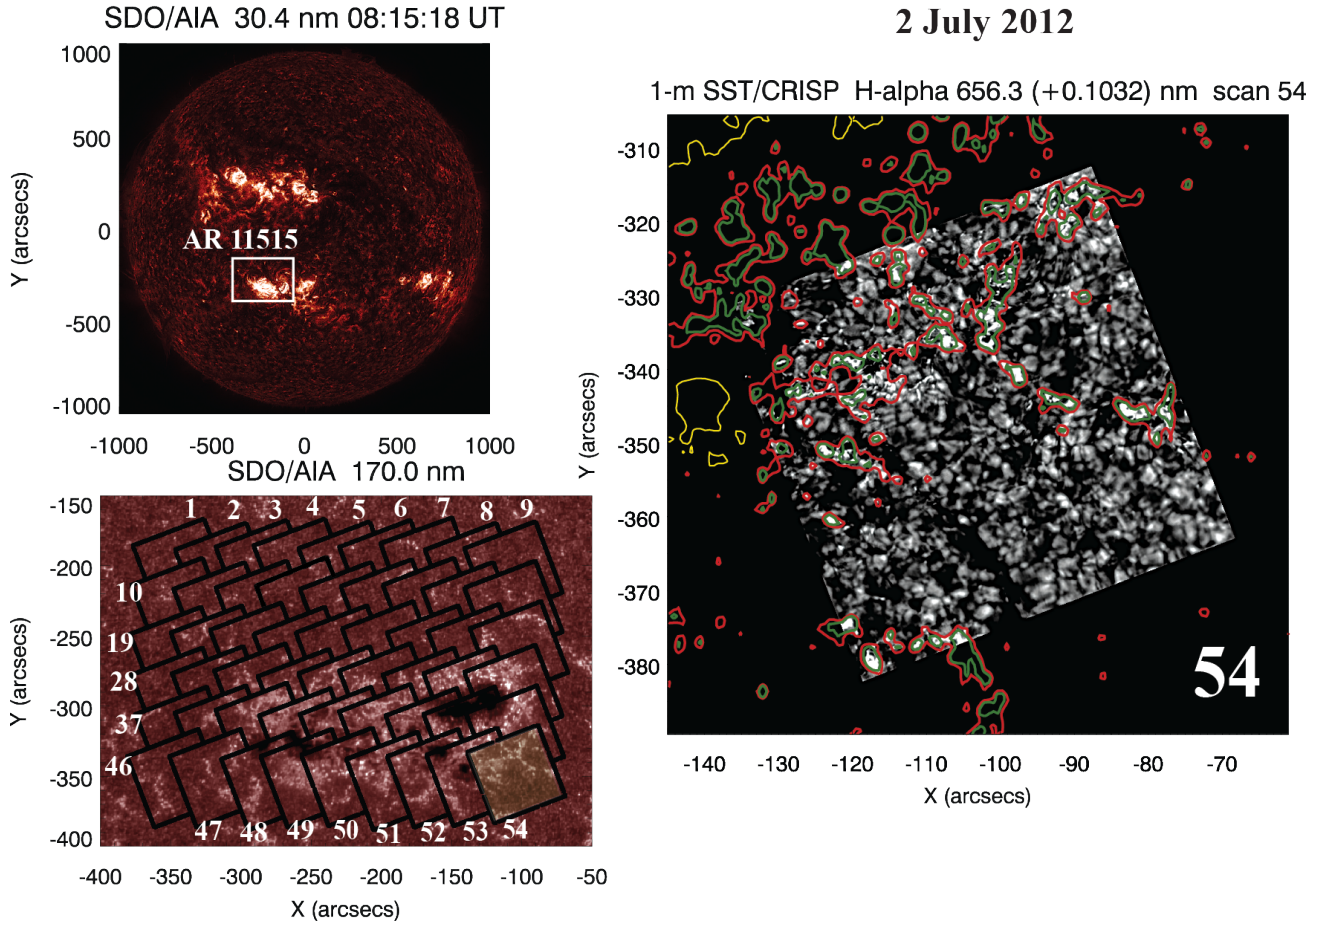 SDO/AIA 30.4 nm 08:15:18 UT
1000
500
0
-500
-1000
Y (arcsecs)
AR 11515
-1000 -500 0 500 1000
SDO/AIA 170.0 nm
-150
-200
-250
-300
-350
-400
Y (arcsecs)
1 2 3 4 5 6 7 8 9
10
19
28
37
46
47 48 49 50 51 52 53 54
-400 -350 -300 -250 -200 -150 -100 -50
X (arcsecs)
2 July 2012
1-m SST/CRISP H-alpha 656.3 (+0.1032) nm scan 54
-310
-320
-330
-340
-350
-360
-370
-380
Y (arcsecs)
54
-140 -130 -120 -110 -100 -90 -80 -70
X (arcsecs)